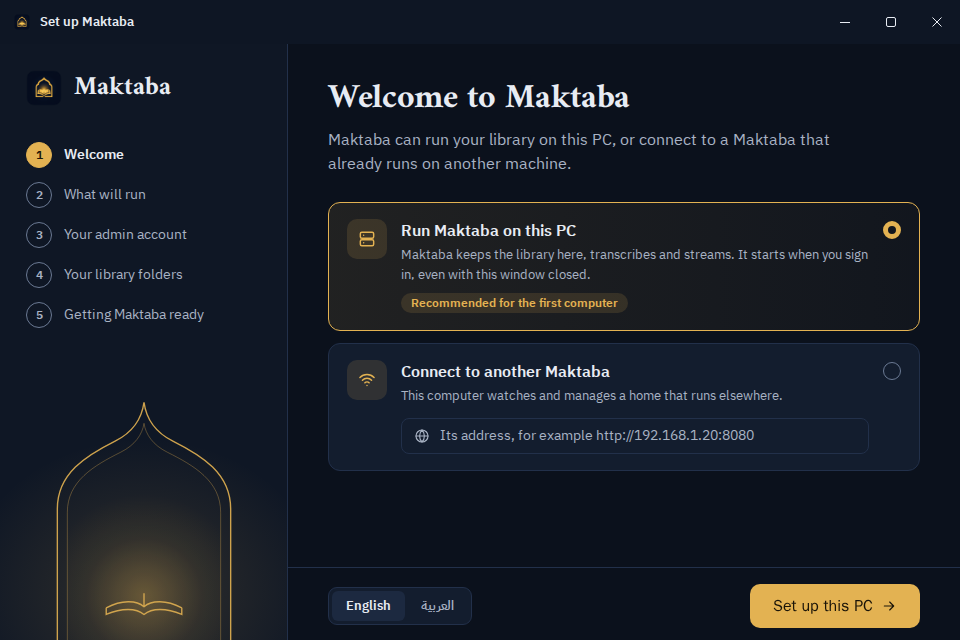 Set up Maktaba
Maktaba
1 Welcome
2 What will run
3 Your admin account
4 Your library folders
5 Getting Maktaba ready
Welcome to Maktaba
Maktaba can run your library on this PC, or connect to a Maktaba that
already runs on another machine.
Run Maktaba on this PC
Maktaba keeps the library here, transcribes and streams. It starts when you sign
in, even with this window closed.
Recommended for the first computer
Connect to another Maktaba
This computer watches and manages a home that runs elsewhere.
Its address, for example http://192.168.1.20:8080
English العربية
Set up this PC →